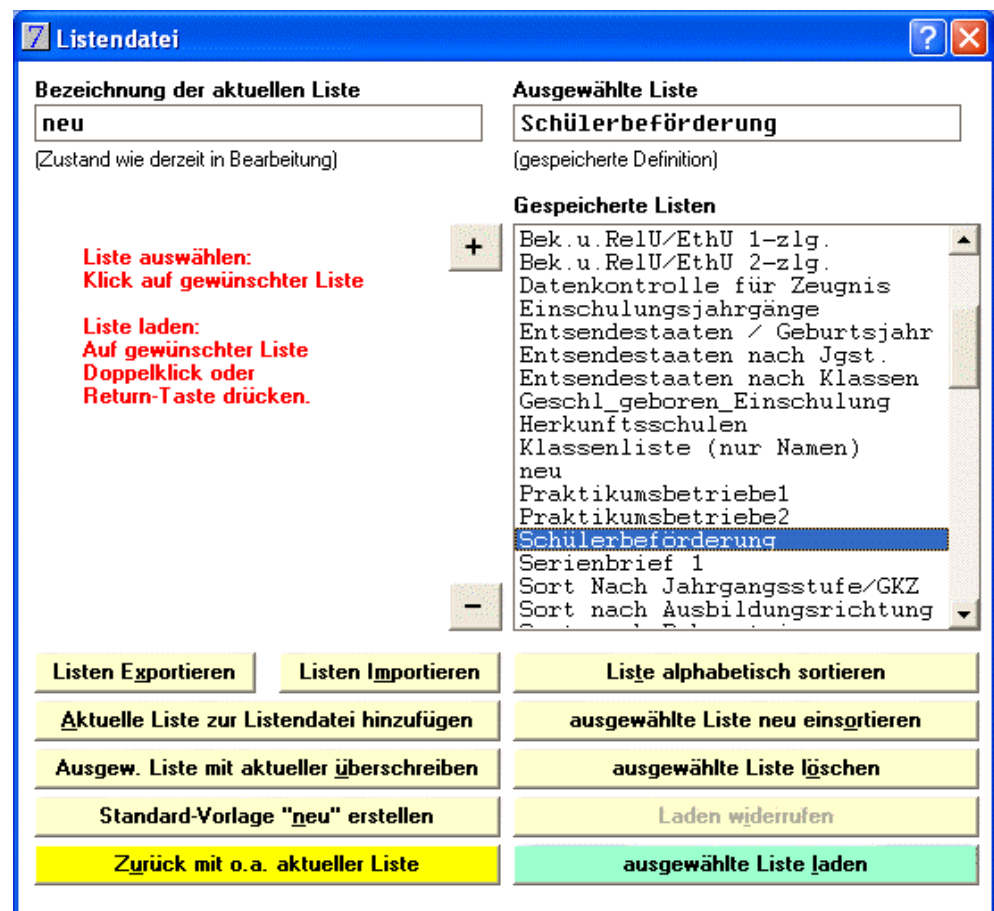 Listendatei
Bezeichnung der aktuellen Liste
neu
(Zustand wie derzeit in Bearbeitung)
Ausgewählte Liste
Schülerbeförderung
(gespeicherte Definition)
Gespeicherte Listen
Liste auswählen:
Klick auf gewünschter Liste
Liste laden:
Auf gewünschter Liste
Doppelklick oder
Return-Taste drücken.
+
−
Bek.u.RelU/EthU 1-zlg.
Bek.u.RelU/EthU 2-zlg.
Datenkontrolle für Zeugnis
Einschulungsjahrgänge
Entsendestaaten / Geburtsjahr
Entsendestaaten nach Jgst.
Entsendestaaten nach Klassen
Geschl_geboren_Einschulung
Herkunftsschulen
Klassenliste (nur Namen)
neu
Praktikumsbetriebe1
Praktikumsbetriebe2
Schülerbeförderung
Serienbrief 1
Sort Nach Jahrgangsstufe/GKZ
Sort nach Ausbildungsrichtung
Listen Exportieren
Listen Importieren
Liste alphabetisch sortieren
Aktuelle Liste zur Listendatei hinzufügen
ausgewählte Liste neu einsortieren
Ausgew. Liste mit aktueller überschreiben
ausgewählte Liste löschen
Standard-Vorlage "neu" erstellen
Laden widerrufen
Zurück mit o.a. aktueller Liste
ausgewählte Liste laden